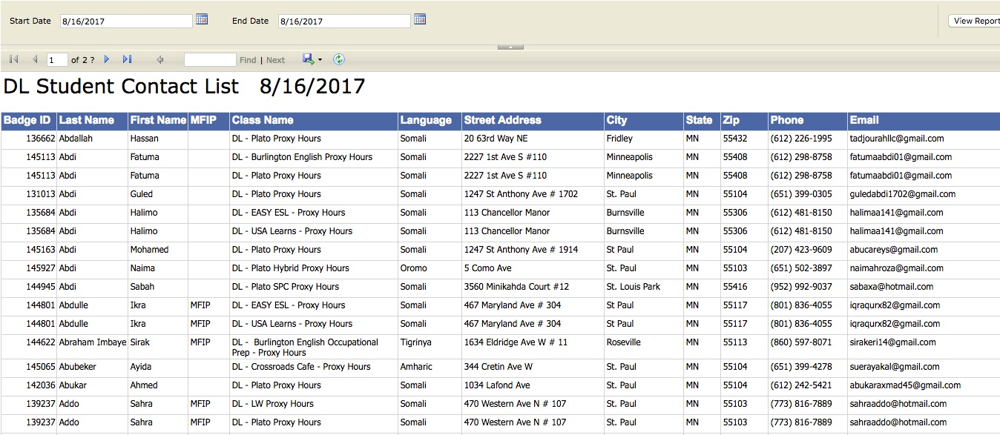 Start Date 8/16/2017 End Date 8/16/2017 View Report
1 of 2 ? Find | Next
DL Student Contact List 8/16/2017
Badge ID Last Name First Name MFIP Class Name Language Street Address City State Zip Phone Email
136662 Abdallah Hassan DL - Plato Proxy Hours Somali 20 63rd Way NE Fridley MN 55432 (612) 226-1995 tadjourahllc@gmail.com
145113 Abdi Fatuma DL - Burlington English Proxy Hours Somali 2227 1st Ave S #110 Minneapolis MN 55408 (612) 298-8758 fatumaabdi01@gmail.com
145113 Abdi Fatuma DL - Plato Proxy Hours Somali 2227 1st Ave S #110 Minneapolis MN 55408 (612) 298-8758 fatumaabdi01@gmail.com
131013 Abdi Guled DL - Plato Proxy Hours Somali 1247 St Anthony Ave # 1702 St. Paul MN 55104 (651) 399-0305 guledabdi1702@gmail.com
135684 Abdi Halimo DL - EASY ESL - Proxy Hours Somali 113 Chancellor Manor Burnsville MN 55306 (612) 481-8150 halimaa141@gmail.com
135684 Abdi Halimo DL - USA Learns - Proxy Hours Somali 113 Chancellor Manor Burnsville MN 55306 (612) 481-8150 halimaa141@gmail.com
145163 Abdi Mohamed DL - Plato Proxy Hours Somali 1247 St Anthony Ave # 1914 St Paul MN 55104 (207) 423-9609 abucareys@gmail.com
145927 Abdi Naima DL - Plato Hybrid Proxy Hours Oromo 5 Como Ave St. Paul MN 55103 (651) 502-3897 naimahroza@gmail.com
144945 Abdi Sabah DL - Plato SPC Proxy Hours Somali 3560 Minikahda Court #12 St. Louis Park MN 55416 (952) 992-9037 sabaxa@hotmail.com
144801 Abdulle Ikra MFIP DL - EASY ESL - Proxy Hours Somali 467 Maryland Ave # 304 St Paul MN 55117 (801) 836-4055 iqraqurx82@gmail.com
144801 Abdulle Ikra MFIP DL - USA Learns - Proxy Hours Somali 467 Maryland Ave # 304 St Paul MN 55117 (801) 836-4055 iqraqurx82@gmail.com
144622 Abraham Imbaye Sirak MFIP DL - Burlington English Occupational Tigrinya 1634 Eldridge Ave W # 11 Roseville MN 55113 (860) 597-8071 sirakeri14@gmail.com
Prep - Proxy Hours
145065 Abubeker Ayida DL - Crossroads Cafe - Proxy Hours Amharic 344 Cretin Ave W St. Paul MN 55104 (651) 399-4278 suerayakal@gmail.com
142036 Abukar Ahmed DL - Plato Proxy Hours Somali 1034 Lafond Ave St. Paul MN 55104 (612) 242-5421 abukaraxmad45@gmail.com
139237 Addo Sahra MFIP DL - LW Proxy Hours Somali 470 Western Ave N # 107 St. Paul MN 55103 (773) 816-7889 sahraaddo@hotmail.com
139237 Addo Sahra MFIP DL - Plato Proxy Hours Somali 470 Western Ave N # 107 St. Paul MN 55103 (773) 816-7889 sahraaddo@hotmail.com